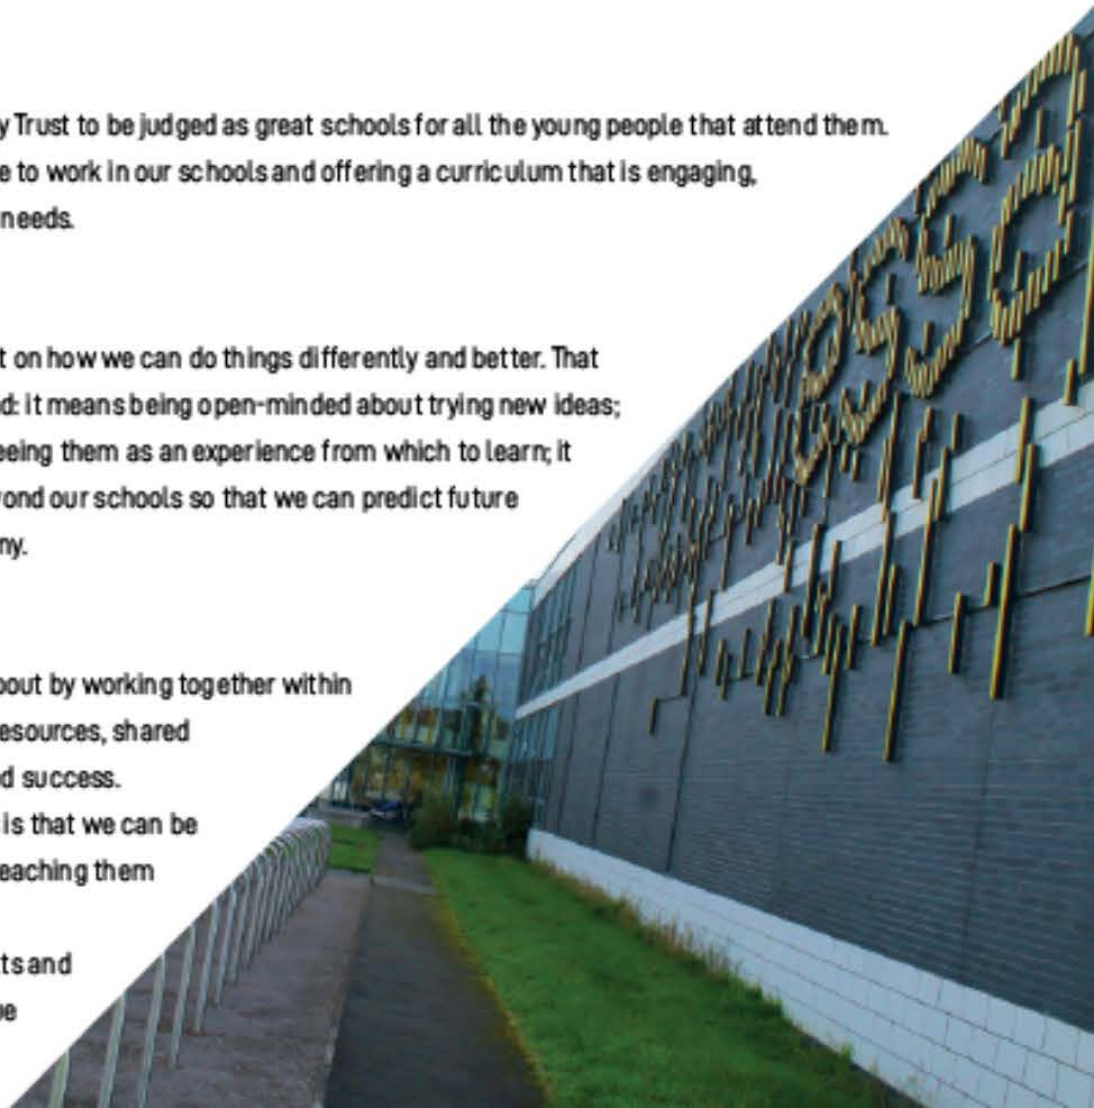 y Trust to be judged as great schools for all the young people that attend them.
e to work in our schools and offering a curriculum that is engaging,
needs.
t on how we can do things differently and better. That
d: it means being open-minded about trying new ideas;
eeing them as an experience from which to learn; it
yond our schools so that we can predict future
ny.
bout by working together within
esources, shared
d success.
is that we can be
eaching them
ts and
be